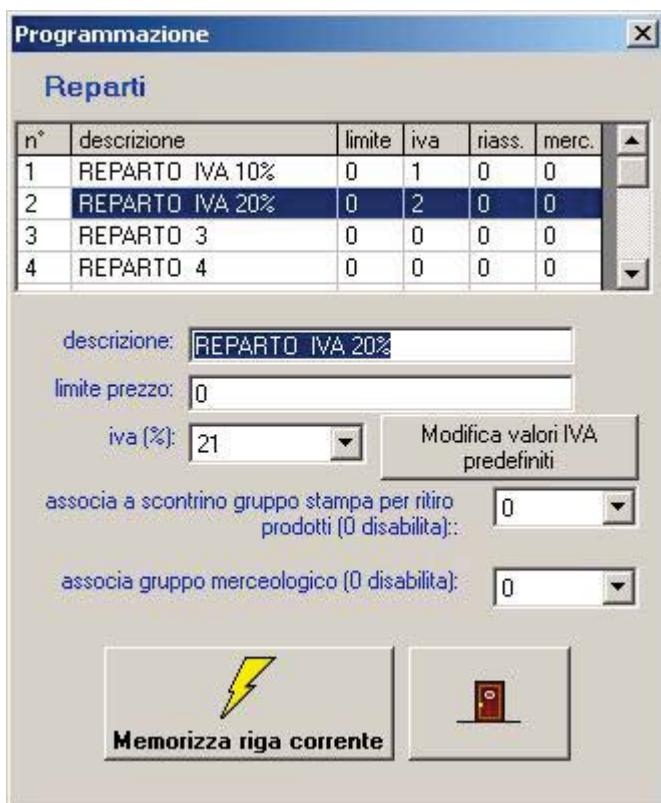 Programmazione
Reparti
n° descrizione limite iva riass. merc.
1 REPARTO IVA 10% 0 1 0 0
2 REPARTO IVA 20% 0 2 0 0
3 REPARTO 3 0 0 0 0
4 REPARTO 4 0 0 0 0
descrizione: REPARTO IVA 20%
limite prezzo: 0
iva (%): 21 Modifica valori IVA
predefiniti
associa a scontrino gruppo stampa per ritiro 0
prodotti (0 disabilita)::
associa gruppo merceologico (0 disabilita): 0
Memorizza riga corrente